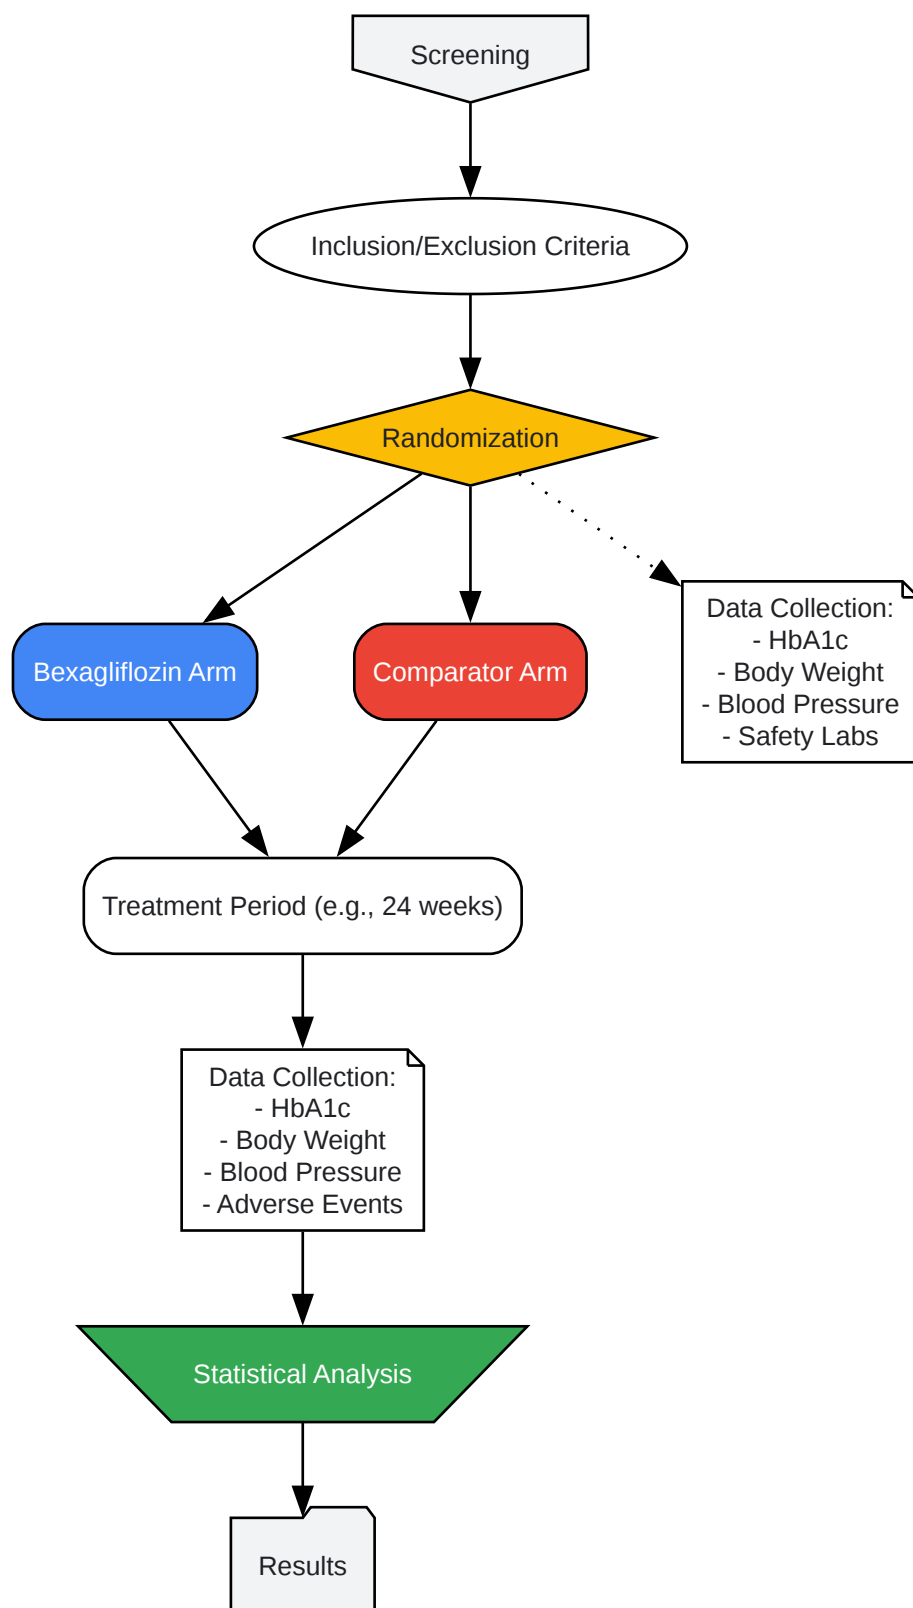 Screening
Inclusion/Exclusion Criteria
Randomization
Bexagliflozin Arm
Comparator Arm
Data Collection:
- HbA1c
- Body Weight
- Blood Pressure
- Safety Labs
Treatment Period (e.g., 24 weeks)
Data Collection:
- HbA1c
- Body Weight
- Blood Pressure
- Adverse Events
Statistical Analysis
Results